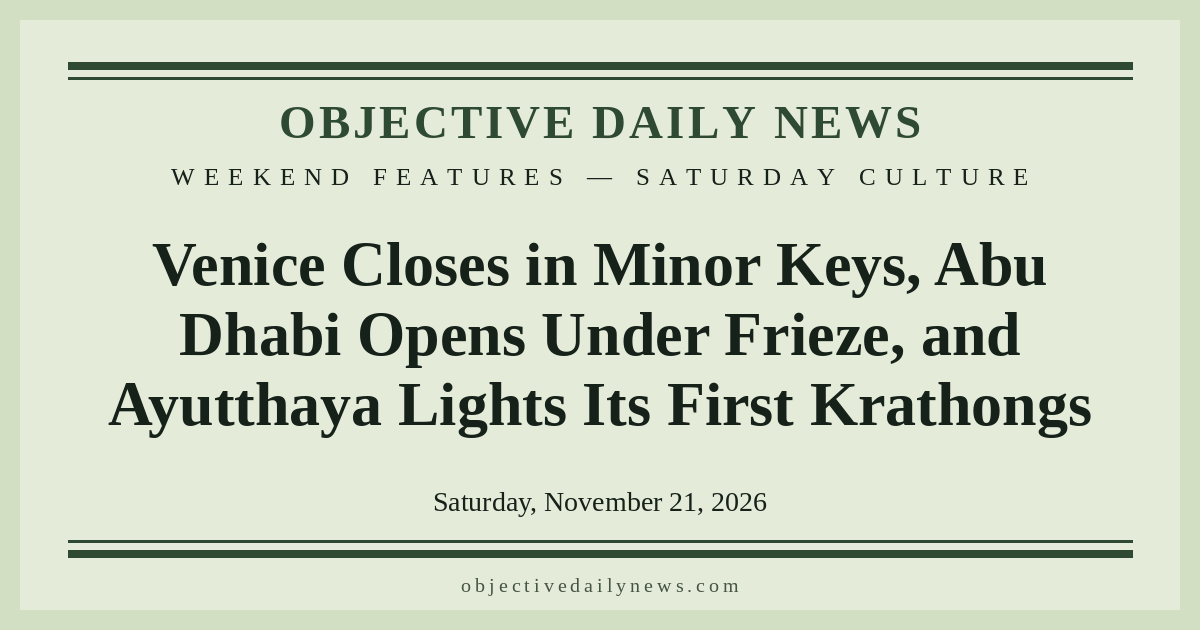 OBJECTIVE DAILY NEWS
WEEKEND FEATURES — SATURDAY CULTURE
Venice Closes in Minor Keys, Abu
Dhabi Opens Under Frieze, and
Ayutthaya Lights Its First Krathongs
Saturday, November 21, 2026
objectivedailynews.com